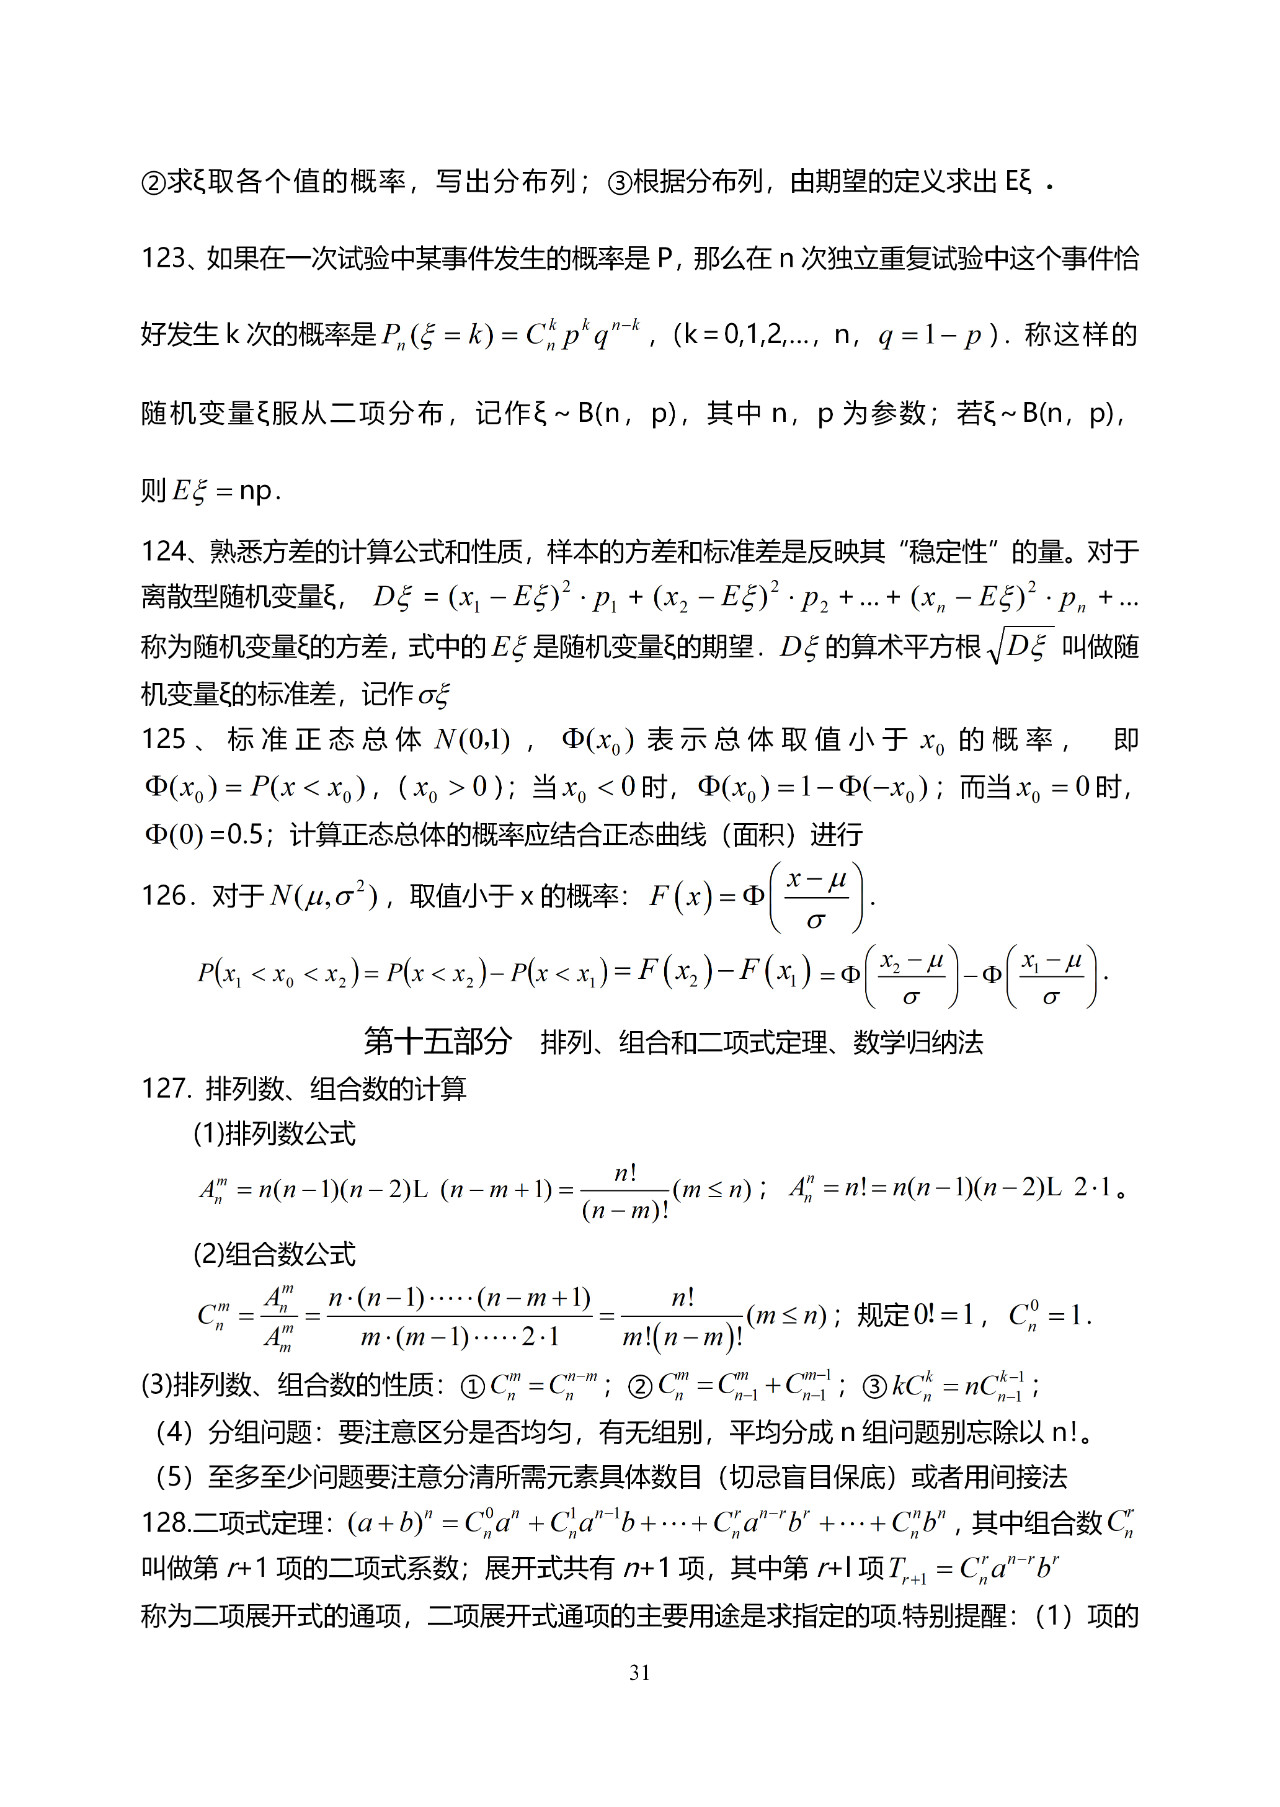 ②求ξ取各个值的概率，写出分布列；③根据分布列，由期望的定义求出 Eξ．
123、如果在一次试验中某事件发生的概率是 P，那么在 n 次独立重复试验中这个事件恰
好发生 k 次的概率是 $P_n(\xi=k)=C_n^k p^k q^{n-k}$，（k＝0,1,2,…，n，$q=1-p$）．称这样的
随机变量ξ服从二项分布，记作ξ～B(n，p)，其中 n，p 为参数；若ξ～B(n，p)，
则 $E\xi=$np．
124、熟悉方差的计算公式和性质，样本的方差和标准差是反映其“稳定性”的量。对于
离散型随机变量ξ， $D\xi=(x_1-E\xi)^2\cdot p_1+(x_2-E\xi)^2\cdot p_2+\ldots+(x_n-E\xi)^2\cdot p_n+\ldots$
称为随机变量ξ的方差，式中的 $E\xi$ 是随机变量ξ的期望．$D\xi$ 的算术平方根 $\sqrt{D\xi}$ 叫做随
机变量ξ的标准差，记作 $\sigma\xi$
125、标准正态总体 $N(0,1)$，$\Phi(x_0)$ 表示总体取值小于 $x_0$ 的概率， 即
$\Phi(x_0)=P(x<x_0)$，（$x_0>0$）；当 $x_0<0$ 时，$\Phi(x_0)=1-\Phi(-x_0)$；而当 $x_0=0$ 时，
$\Phi(0)$=0.5；计算正态总体的概率应结合正态曲线（面积）进行
126．对于 $N(\mu,\sigma^2)$，取值小于 x 的概率：$F(x)=\Phi\left(\frac{x-\mu}{\sigma}\right)$．
$P(x_1<x_0<x_2)=P(x<x_2)-P(x<x_1)=F(x_2)-F(x_1)=\Phi\left(\frac{x_2-\mu}{\sigma}\right)-\Phi\left(\frac{x_1-\mu}{\sigma}\right)$．
第十五部分 排列、组合和二项式定理、数学归纳法
127. 排列数、组合数的计算
(1)排列数公式
$A_n^m=n(n-1)(n-2)\text{L}\ (n-m+1)=\frac{n!}{(n-m)!}(m\le n)$；$A_n^n=n!=n(n-1)(n-2)\text{L}\ 2\cdot1$。
(2)组合数公式
$C_n^m=\frac{A_n^m}{A_m^m}=\frac{n\cdot(n-1)\cdot\cdots\cdot(n-m+1)}{m\cdot(m-1)\cdot\cdots\cdot2\cdot1}=\frac{n!}{m!(n-m)!}(m\le n)$；规定 $0!=1$，$C_n^0=1$．
(3)排列数、组合数的性质：①$C_n^m=C_n^{n-m}$；②$C_n^m=C_{n-1}^m+C_{n-1}^{m-1}$；③$kC_n^k=nC_{n-1}^{k-1}$；
（4）分组问题：要注意区分是否均匀，有无组别，平均分成 n 组问题别忘除以 n!。
（5）至多至少问题要注意分清所需元素具体数目（切忌盲目保底）或者用间接法
128.二项式定理：$(a+b)^n=C_n^0a^n+C_n^1a^{n-1}b+\cdots+C_n^ra^{n-r}b^r+\cdots+C_n^nb^n$，其中组合数 $C_n^r$
叫做第 r+1 项的二项式系数；展开式共有 n+1 项，其中第 r+l 项 $T_{r+1}=C_n^ra^{n-r}b^r$
称为二项展开式的通项，二项展开式通项的主要用途是求指定的项.特别提醒：（1）项的
31